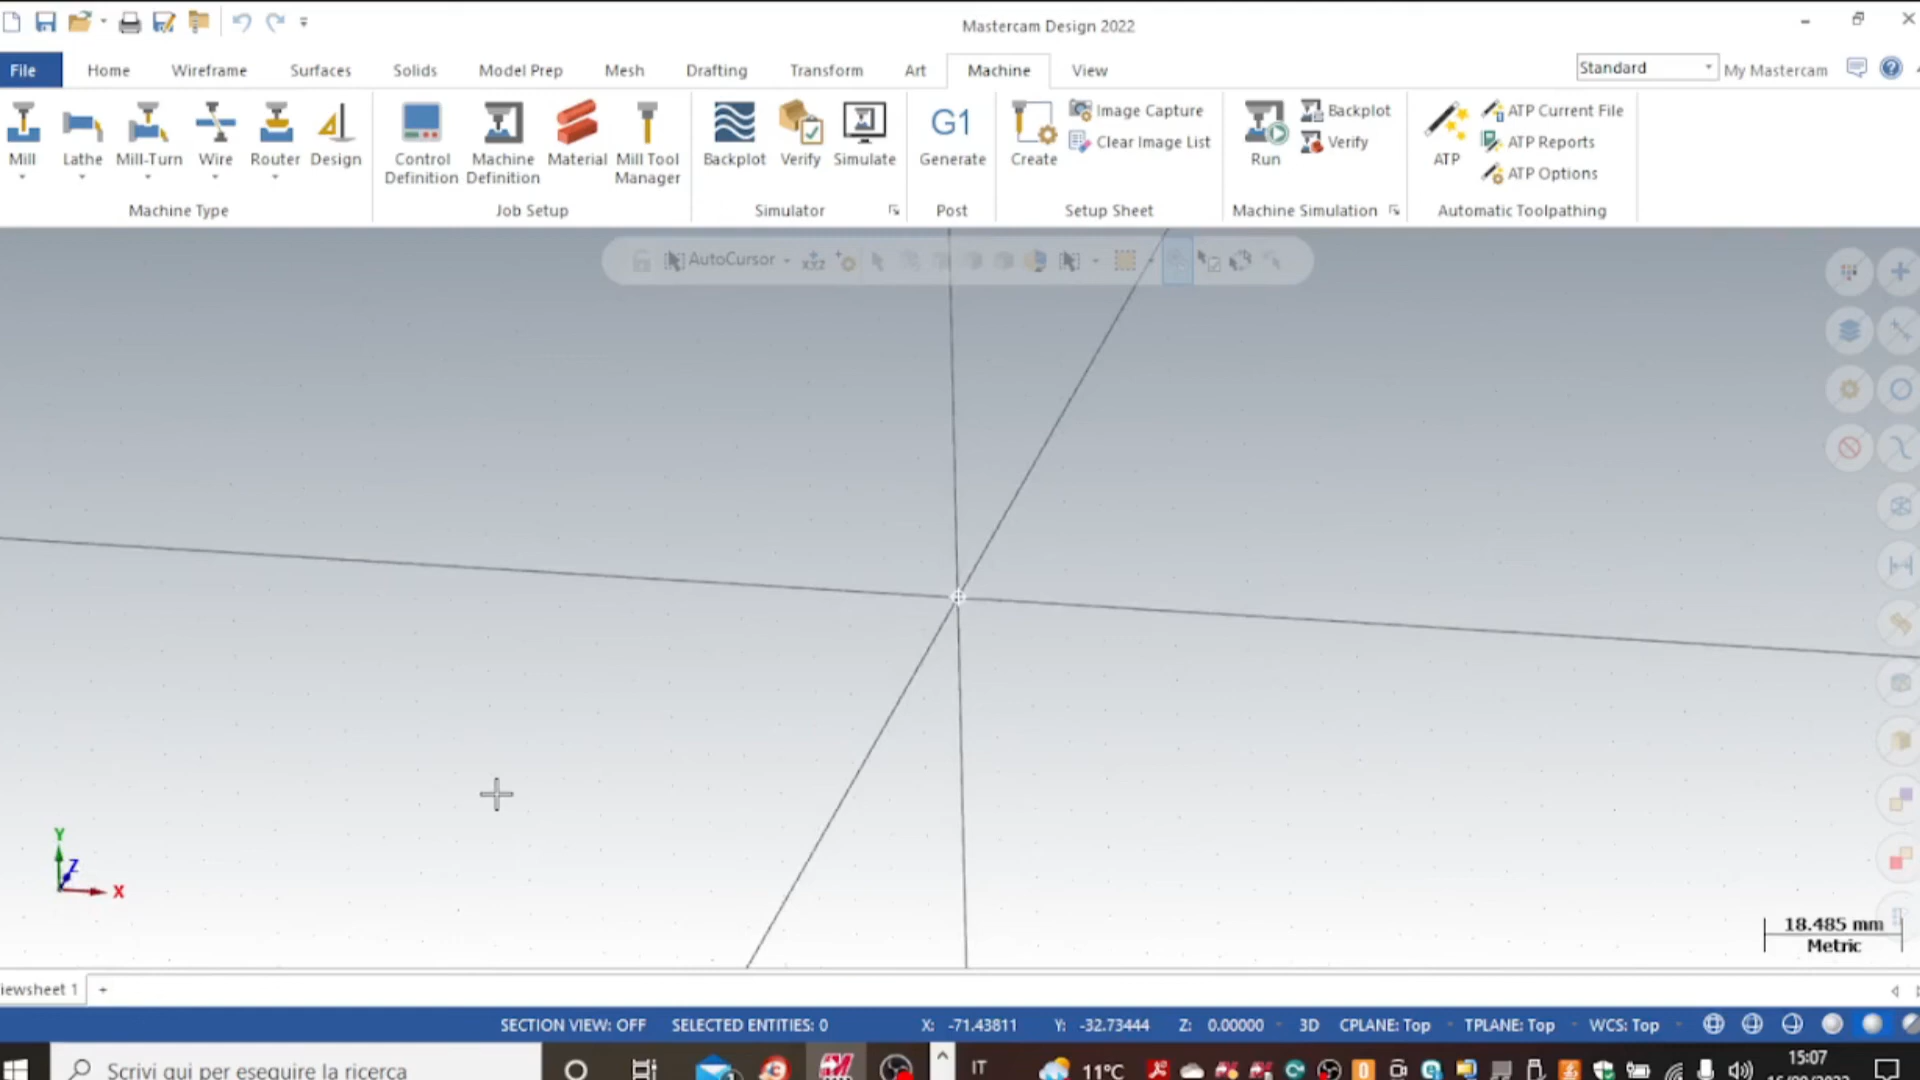 Mastercam Design 2022
File Home Wireframe Surfaces Solids Model Prep Mesh Drafting Transform Art Machine View Standard My Mastercam
Mill Lathe Mill-Turn Wire Router Design
Machine Type
Control Definition Machine Definition Material Mill Tool Manager
Job Setup
Backplot Verify Simulate
Simulator
G1
Generate
Post
Create
Image Capture
Clear Image List
Setup Sheet
Run
Backplot
Verify
Machine Simulation
ATP
ATP Current File
ATP Reports
ATP Options
Automatic Toolpathing
AutoCursor
XYZ
Y
Z
X
18.485 mm
Metric
iewsheet 1 +
SECTION VIEW: OFF SELECTED ENTITIES: 0 X: -71.43811 Y: -32.73444 Z: 0.00000 3D CPLANE: Top TPLANE: Top WCS: Top
Scrivi qui per eseguire la ricerca
IT
11°C
15:07